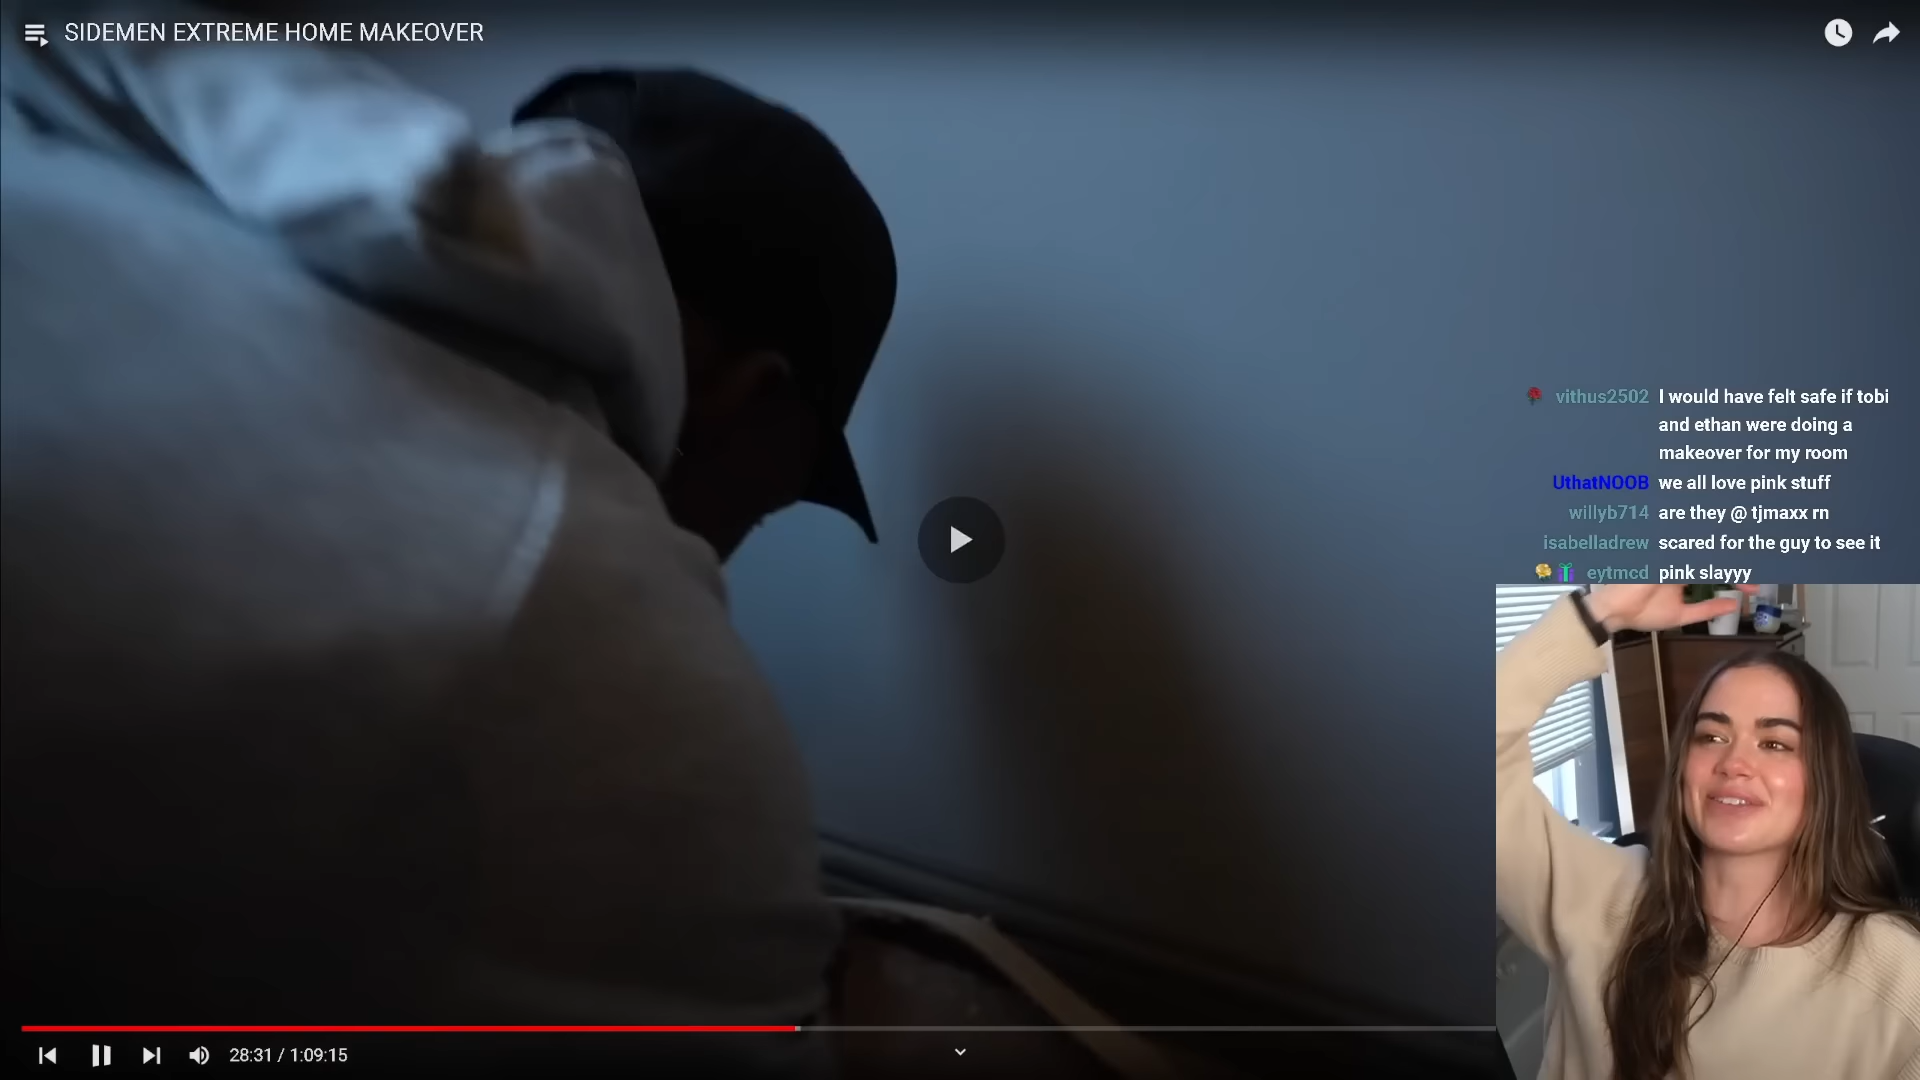 SIDEMEN EXTREME HOME MAKEOVER
vithus2502 I would have felt safe if tobi
and ethan were doing a
makeover for my room
UthatNOOB we all love pink stuff
willyb714 are they @ tjmaxx rn
isabelladrew scared for the guy to see it
eytmcd pink slayyy
28:31 / 1:09:15